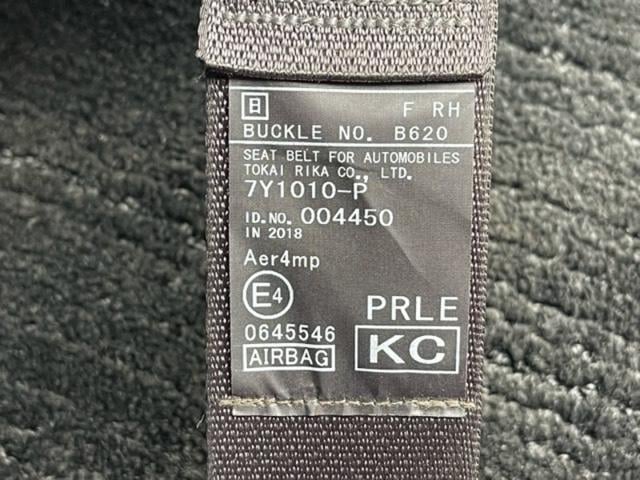 日 F RH
BUCKLE NO. B620
SEAT BELT FOR AUTOMOBILES
TOKAI RIKA CO., LTD.
7Y1010-P
ID.NO. 004450
IN 2018
Aer4mp
E4 PRLE
0645546 KC
AIRBAG